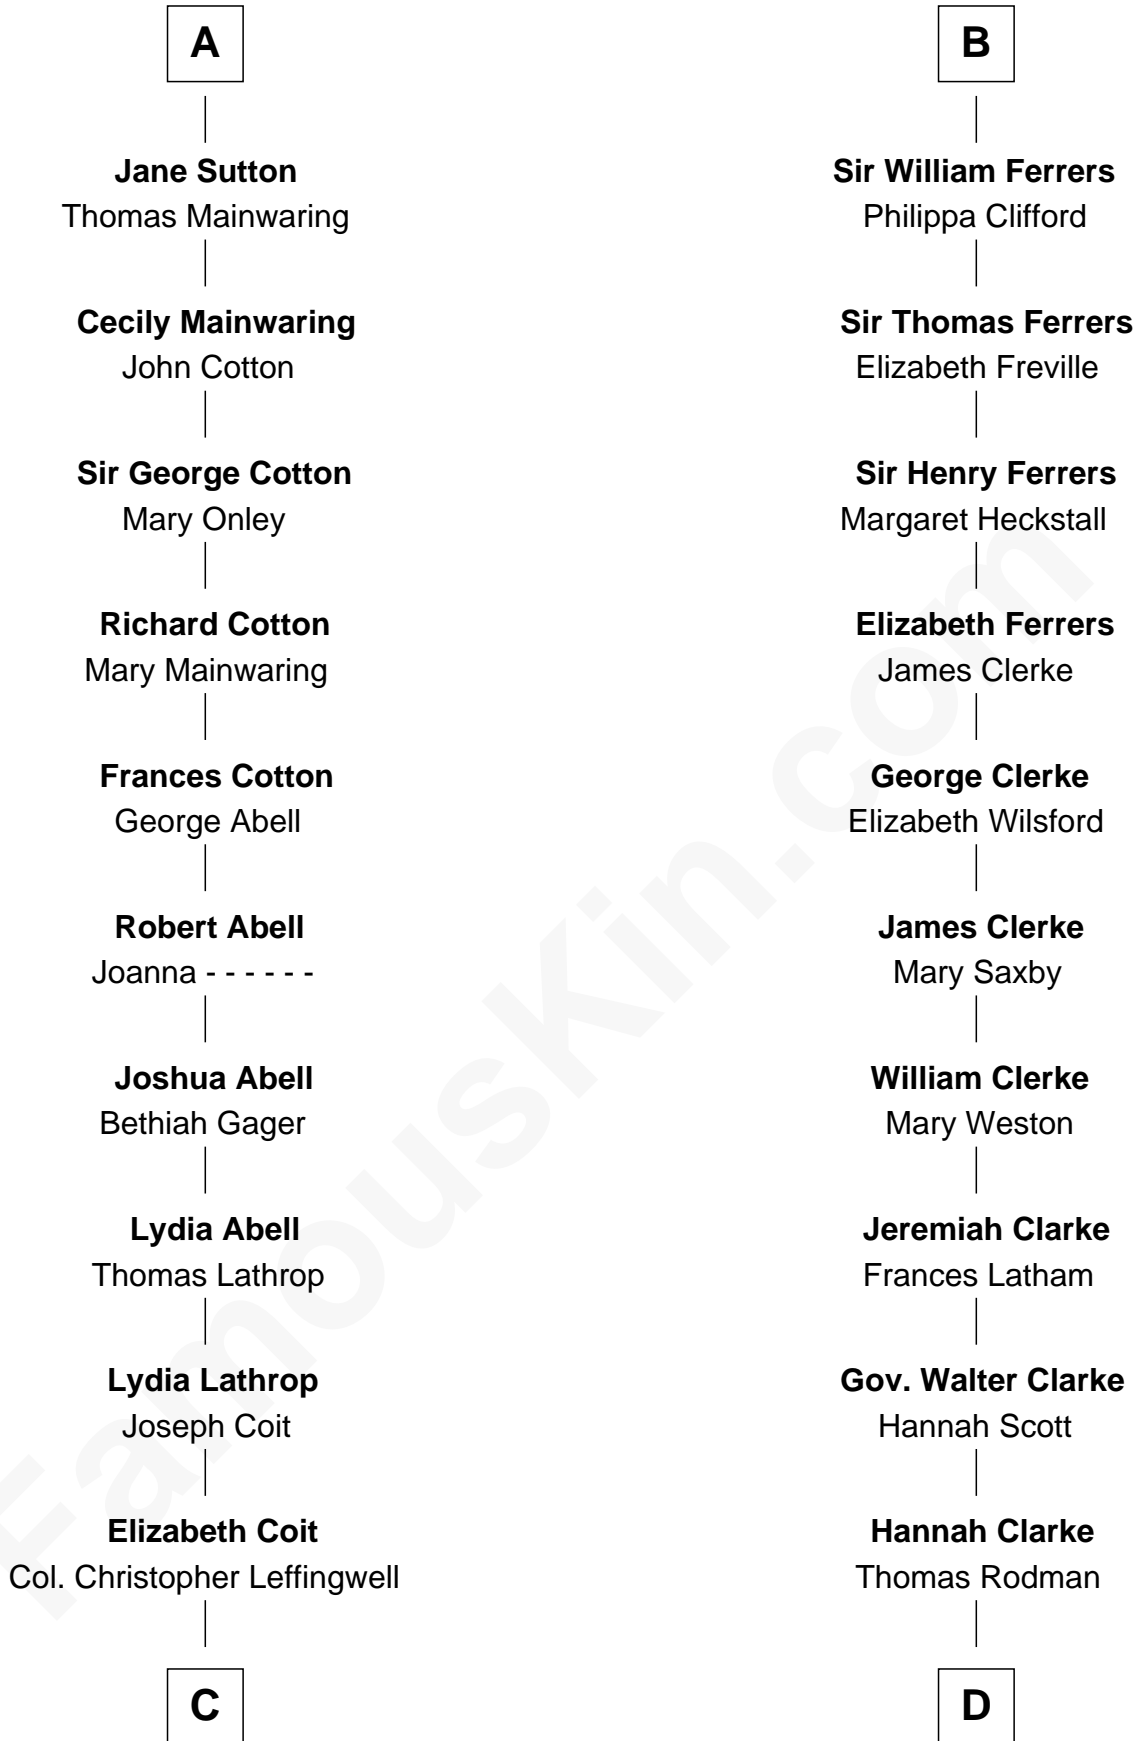 A
Jane Sutton
Thomas Mainwaring
Cecily Mainwaring
John Cotton
Sir George Cotton
Mary Onley
Richard Cotton
Mary Mainwaring
Frances Cotton
George Abell
Robert Abell
Joanna - - - - - -
Joshua Abell
Bethiah Gager
Lydia Abell
Thomas Lathrop
Lydia Lathrop
Joseph Coit
Elizabeth Coit
Col. Christopher Leffingwell
C
B
Sir William Ferrers
Philippa Clifford
Sir Thomas Ferrers
Elizabeth Freville
Sir Henry Ferrers
Margaret Heckstall
Elizabeth Ferrers
James Clerke
George Clerke
Elizabeth Wilsford
James Clerke
Mary Saxby
William Clerke
Mary Weston
Jeremiah Clarke
Frances Latham
Gov. Walter Clarke
Hannah Scott
Hannah Clarke
Thomas Rodman
D
FamousKin.com